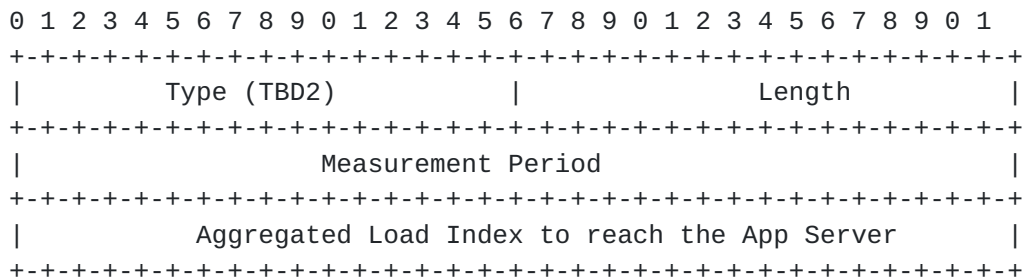 0 1 2 3 4 5 6 7 8 9 0 1 2 3 4 5 6 7 8 9 0 1 2 3 4 5 6 7 8 9 0 1
+-+-+-+-+-+-+-+-+-+-+-+-+-+-+-+-+-+-+-+-+-+-+-+-+-+-+-+-+-+-+-+-+
|         Type (TBD2)           |               Length          |
+-+-+-+-+-+-+-+-+-+-+-+-+-+-+-+-+-+-+-+-+-+-+-+-+-+-+-+-+-+-+-+-+
|                   Measurement Period                          |
+-+-+-+-+-+-+-+-+-+-+-+-+-+-+-+-+-+-+-+-+-+-+-+-+-+-+-+-+-+-+-+-+
|           Aggregated Load Index to reach the App Server       |
+-+-+-+-+-+-+-+-+-+-+-+-+-+-+-+-+-+-+-+-+-+-+-+-+-+-+-+-+-+-+-+-+